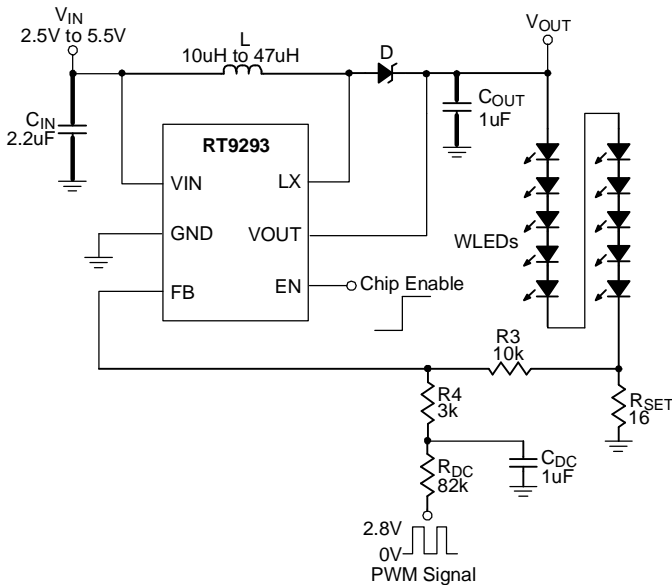 VIN
2.5V to 5.5V
L
10uH to 47uH
D
VOUT
CIN
2.2uF
COUT
1uF
RT9293
VIN
LX
GND
VOUT
WLEDs
FB
EN
Chip Enable
R3
10k
R4
3k
RSET
16
RDC
82k
CDC
1uF
2.8V
0V
PWM Signal